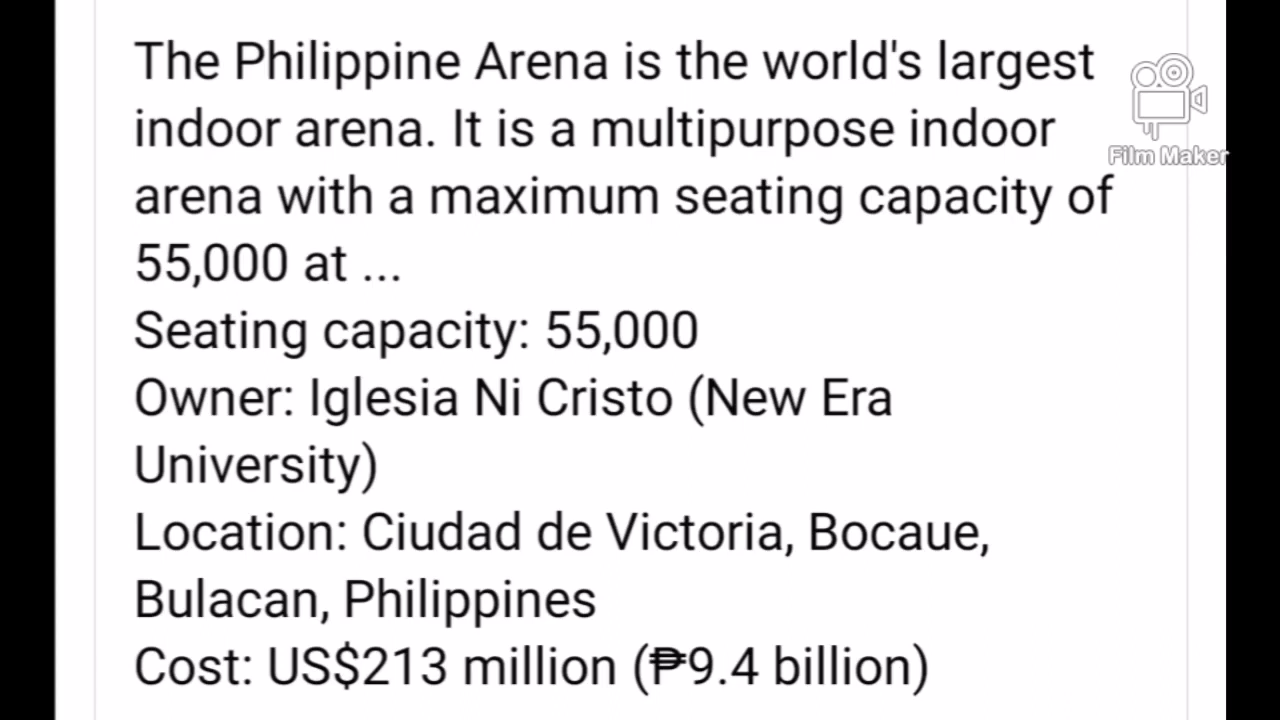 The Philippine Arena is the world's largest
indoor arena. It is a multipurpose indoor
arena with a maximum seating capacity of
55,000 at ...
Seating capacity: 55,000
Owner: Iglesia Ni Cristo (New Era
University)
Location: Ciudad de Victoria, Bocaue,
Bulacan, Philippines
Cost: US$213 million (₱9.4 billion)
Film Maker